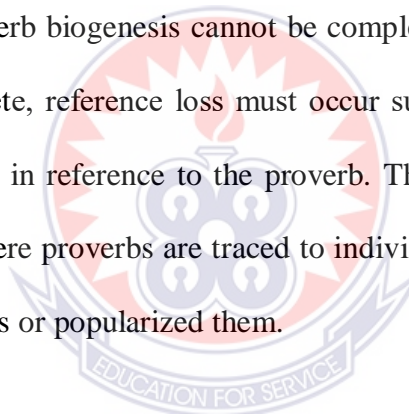 erb biogenesis cannot be comple
ete, reference loss must occur su
in reference to the proverb. Th
ere proverbs are traced to indivi
s or popularized them.
EDUCATION FOR SERVICE